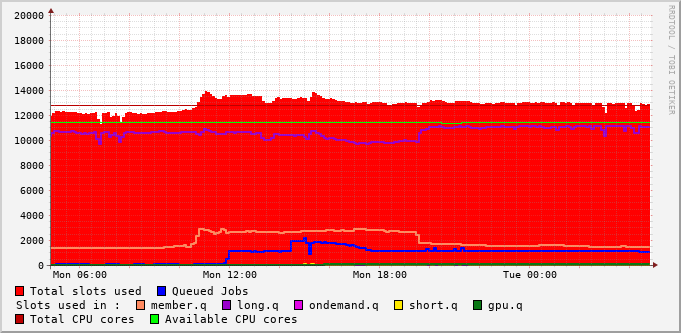 20000
18000
16000
14000
12000
10000
8000
6000
4000
2000
0
Mon 06:00 Mon 12:00 Mon 18:00 Tue 00:00
Total slots used Queued Jobs
Slots used in : member.q long.q ondemand.q short.q gpu.q
Total CPU cores Available CPU cores
RRDTOOL / TOBI OETIKER